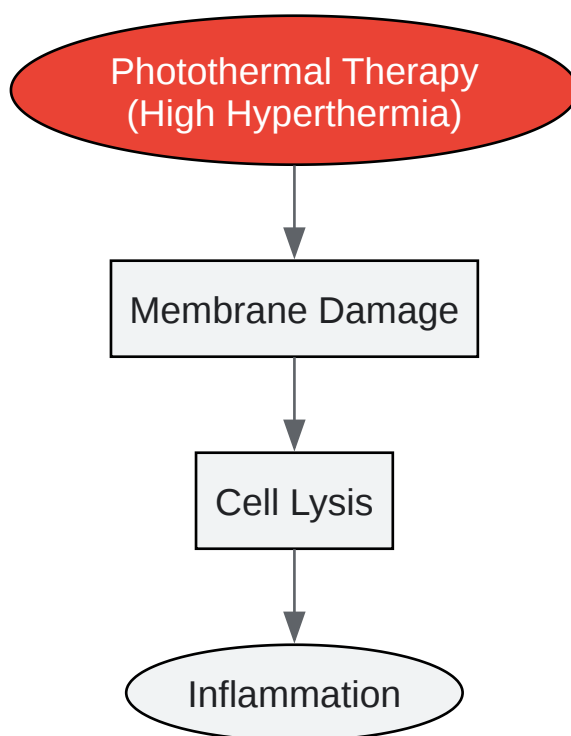 Photothermal Therapy
(High Hyperthermia)
Membrane Damage
Cell Lysis
Inflammation